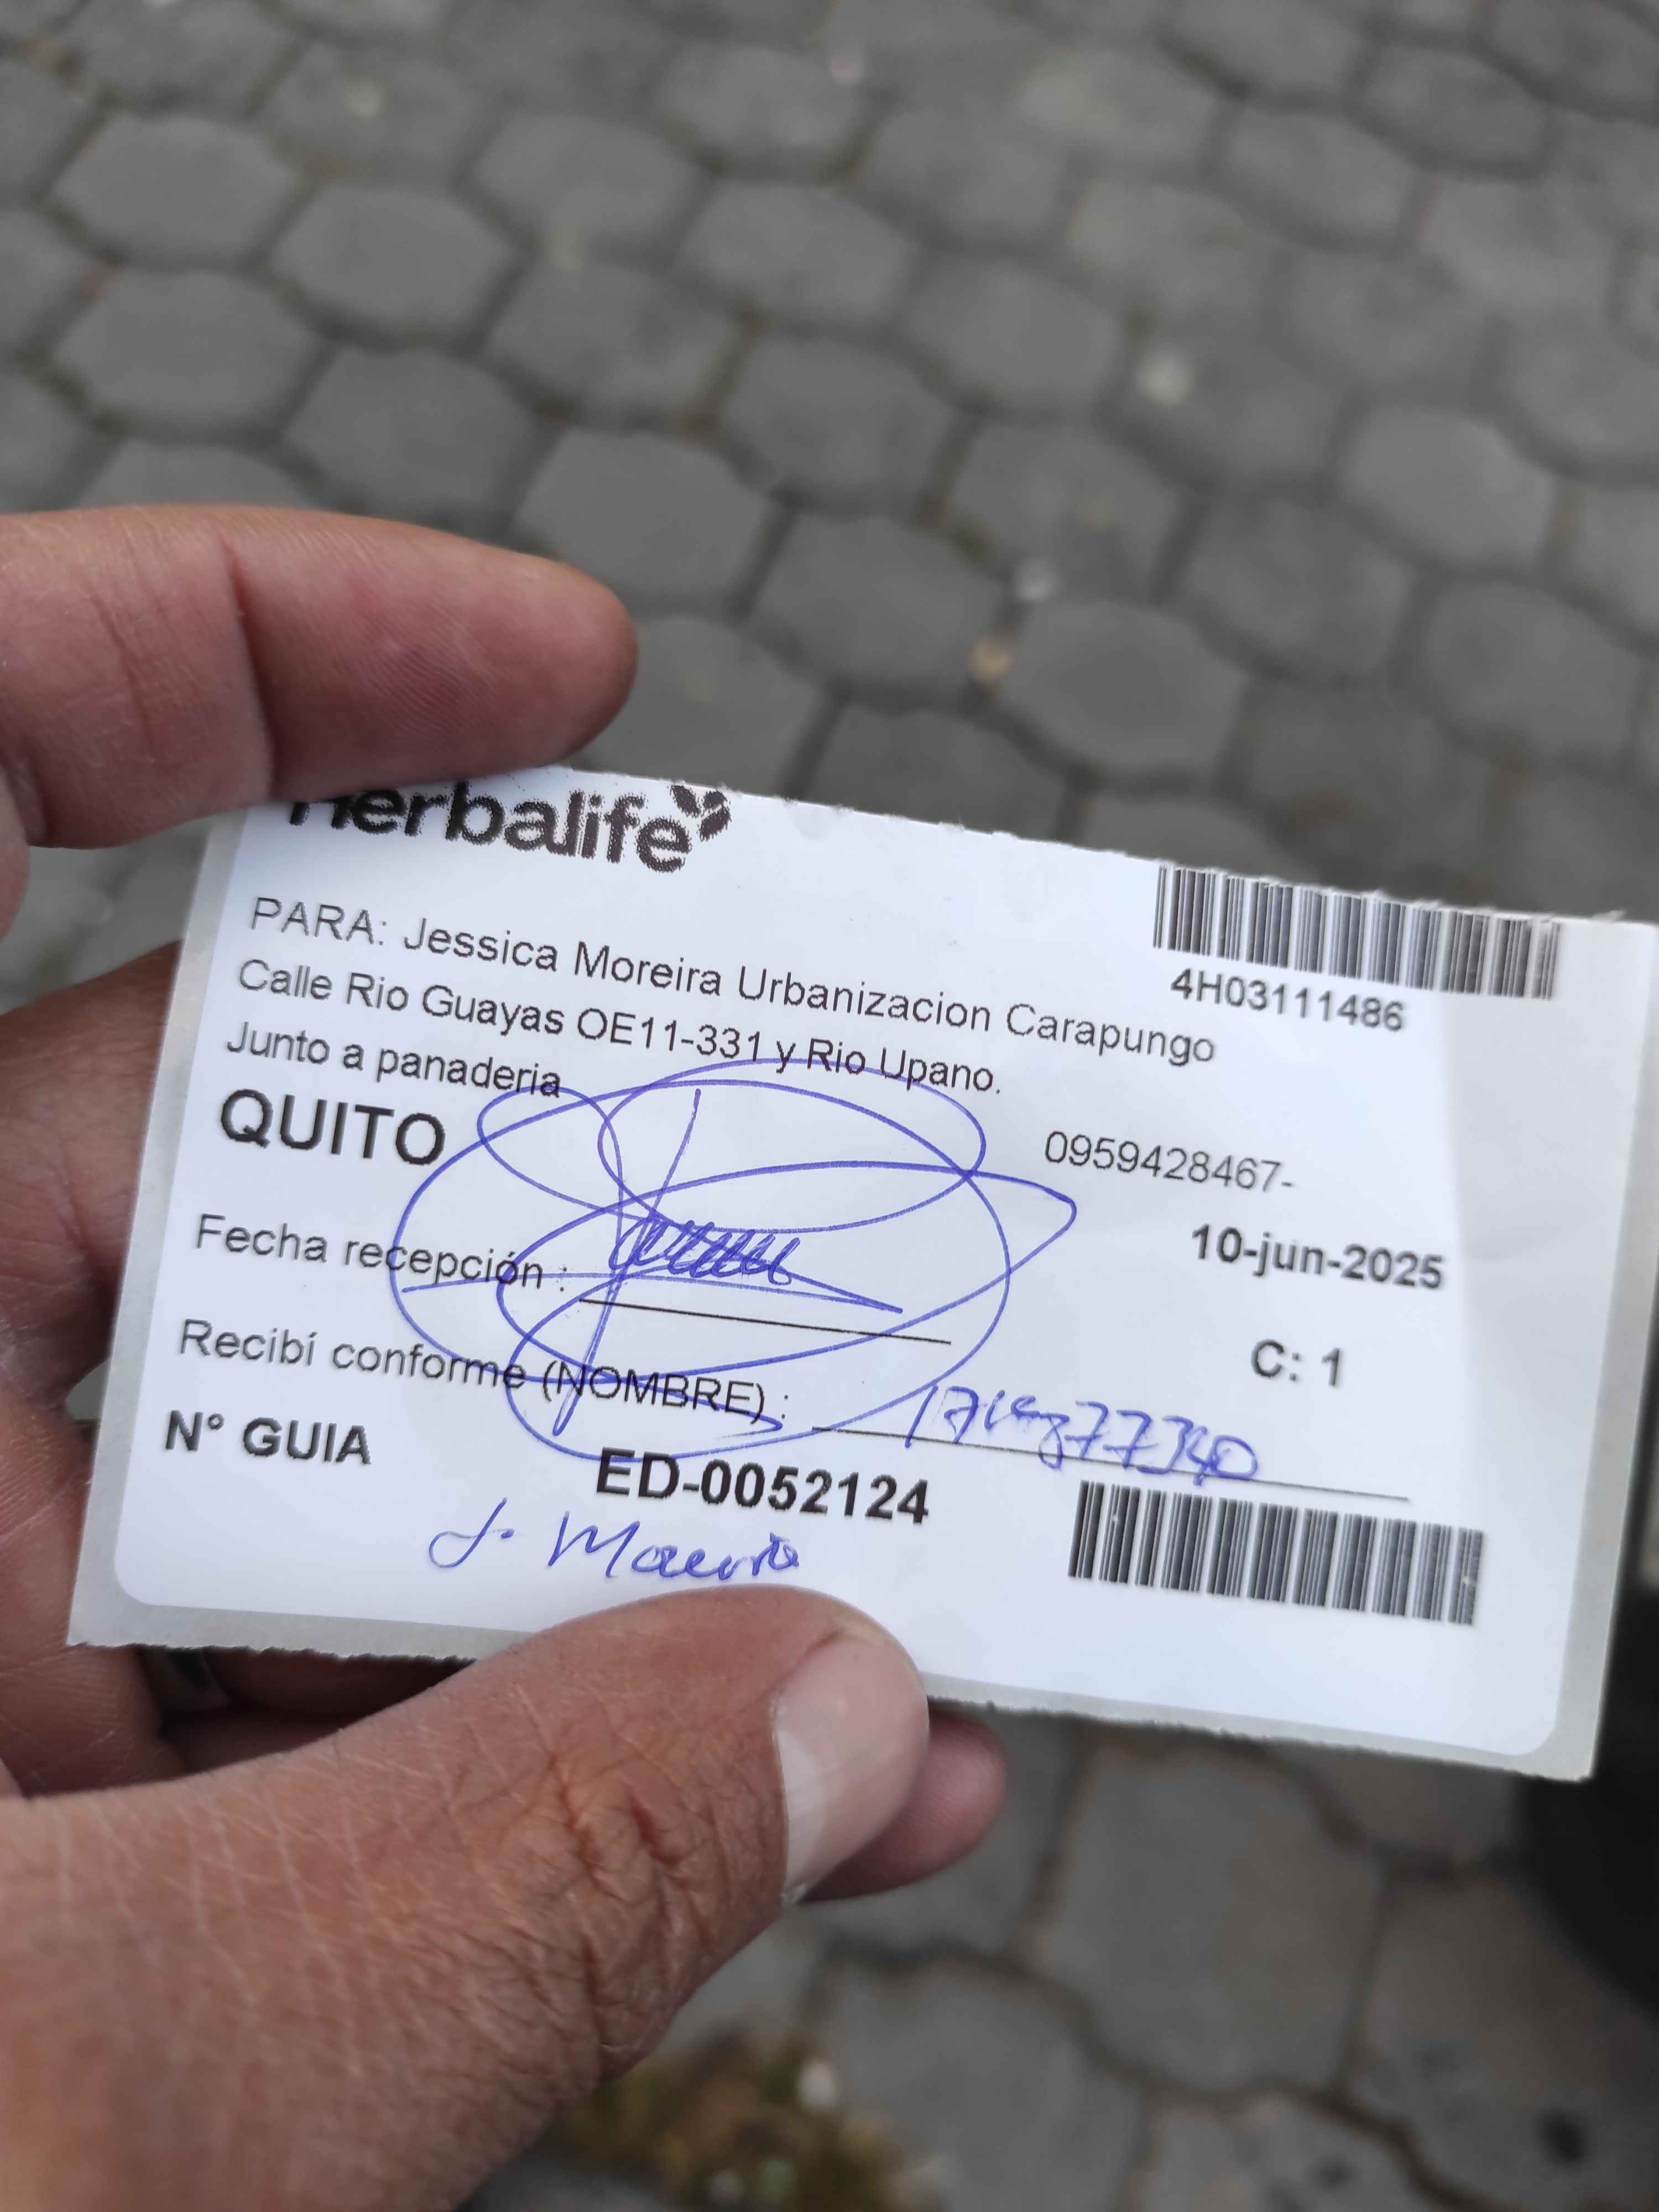 herbalife
4H03111486
PARA: Jessica Moreira Urbanizacion Carapungo
Calle Rio Guayas OE11-331 y Rio Upano.
Junto a panaderia
QUITO
0959428467-
10-jun-2025
Fecha recepción :
C: 1
Recibí conforme (NOMBRE) :
N° GUIA ED-0052124
J.